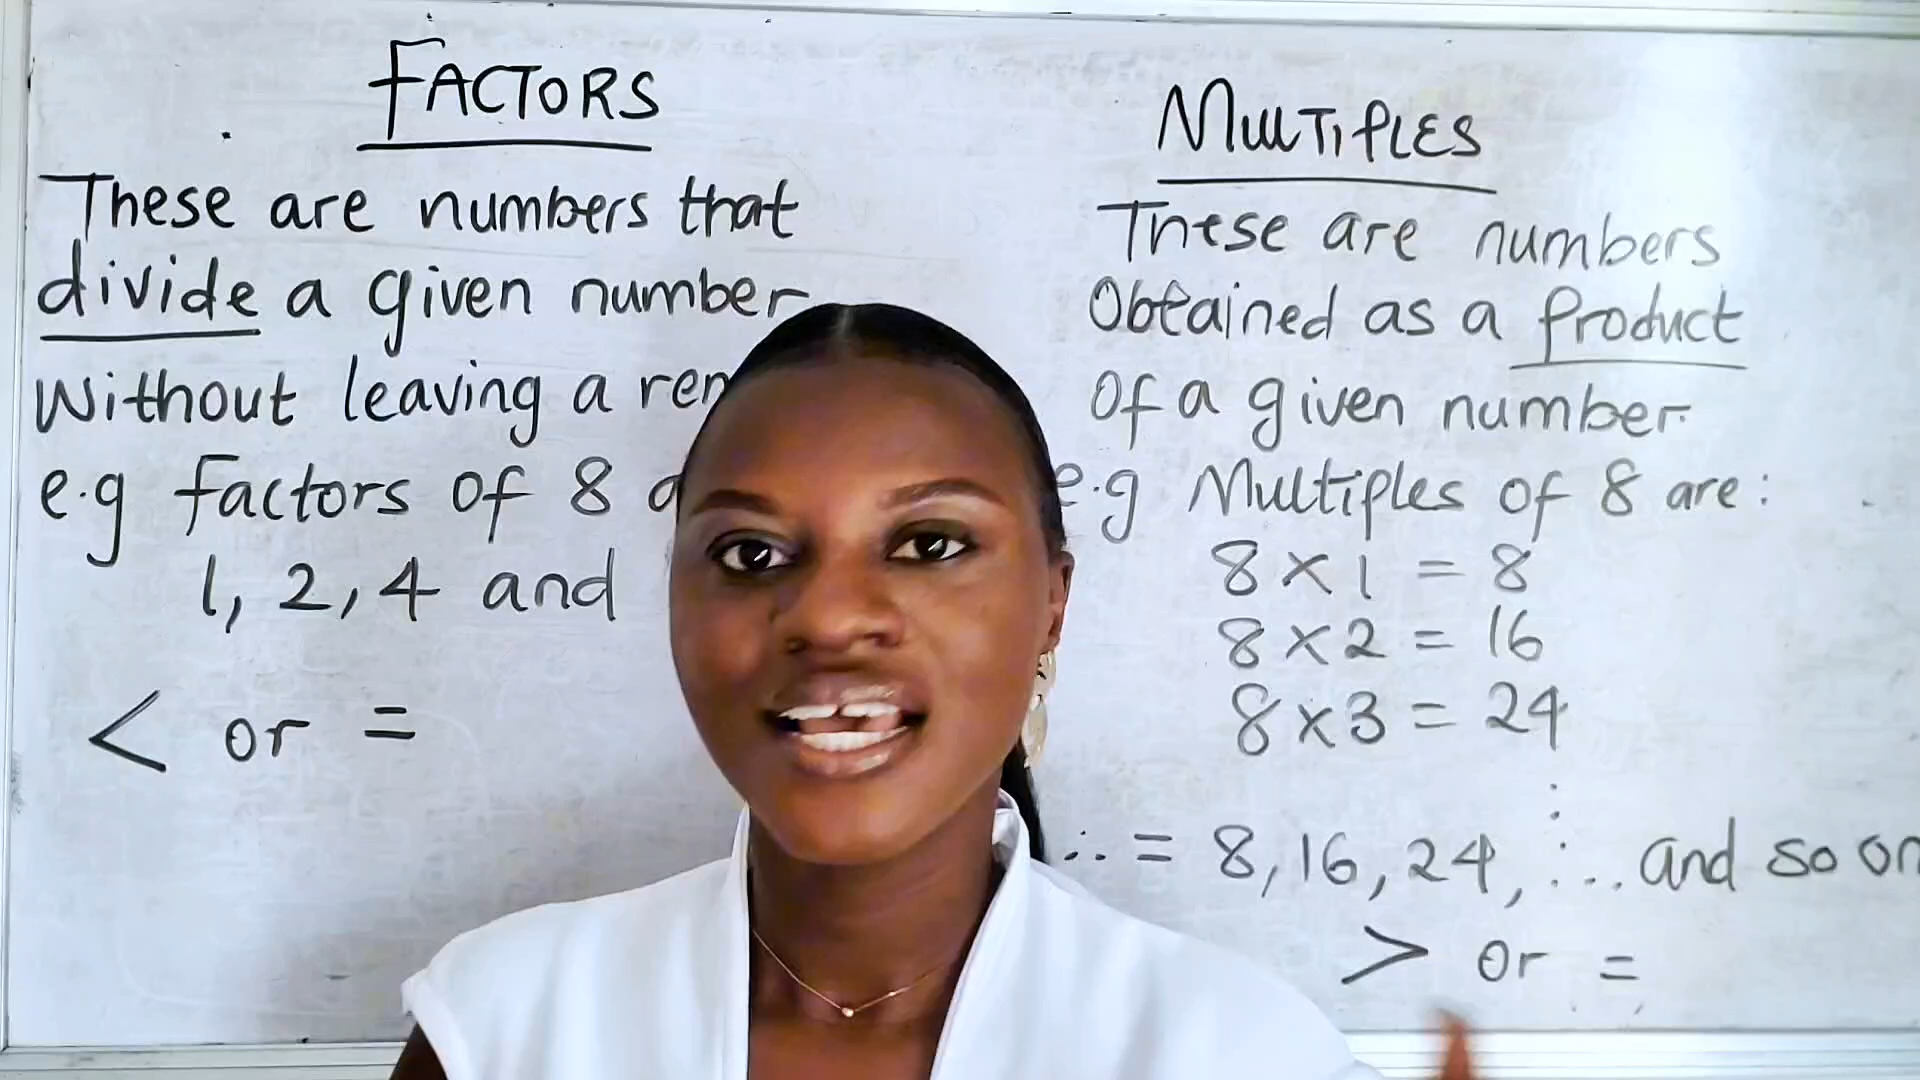 FACTORS
These are numbers that
divide a given number
Without leaving a
e.g factors of 8
1, 2, 4 and
< or =
MULTIPLES
These are numbers
Obtained as a product
Of a given number.
e.g Multiples of 8 are:
8 × 1 = 8
8 × 2 = 16
8 × 3 = 24
⋮
∴ = 8, 16, 24, ... and so on
> or =